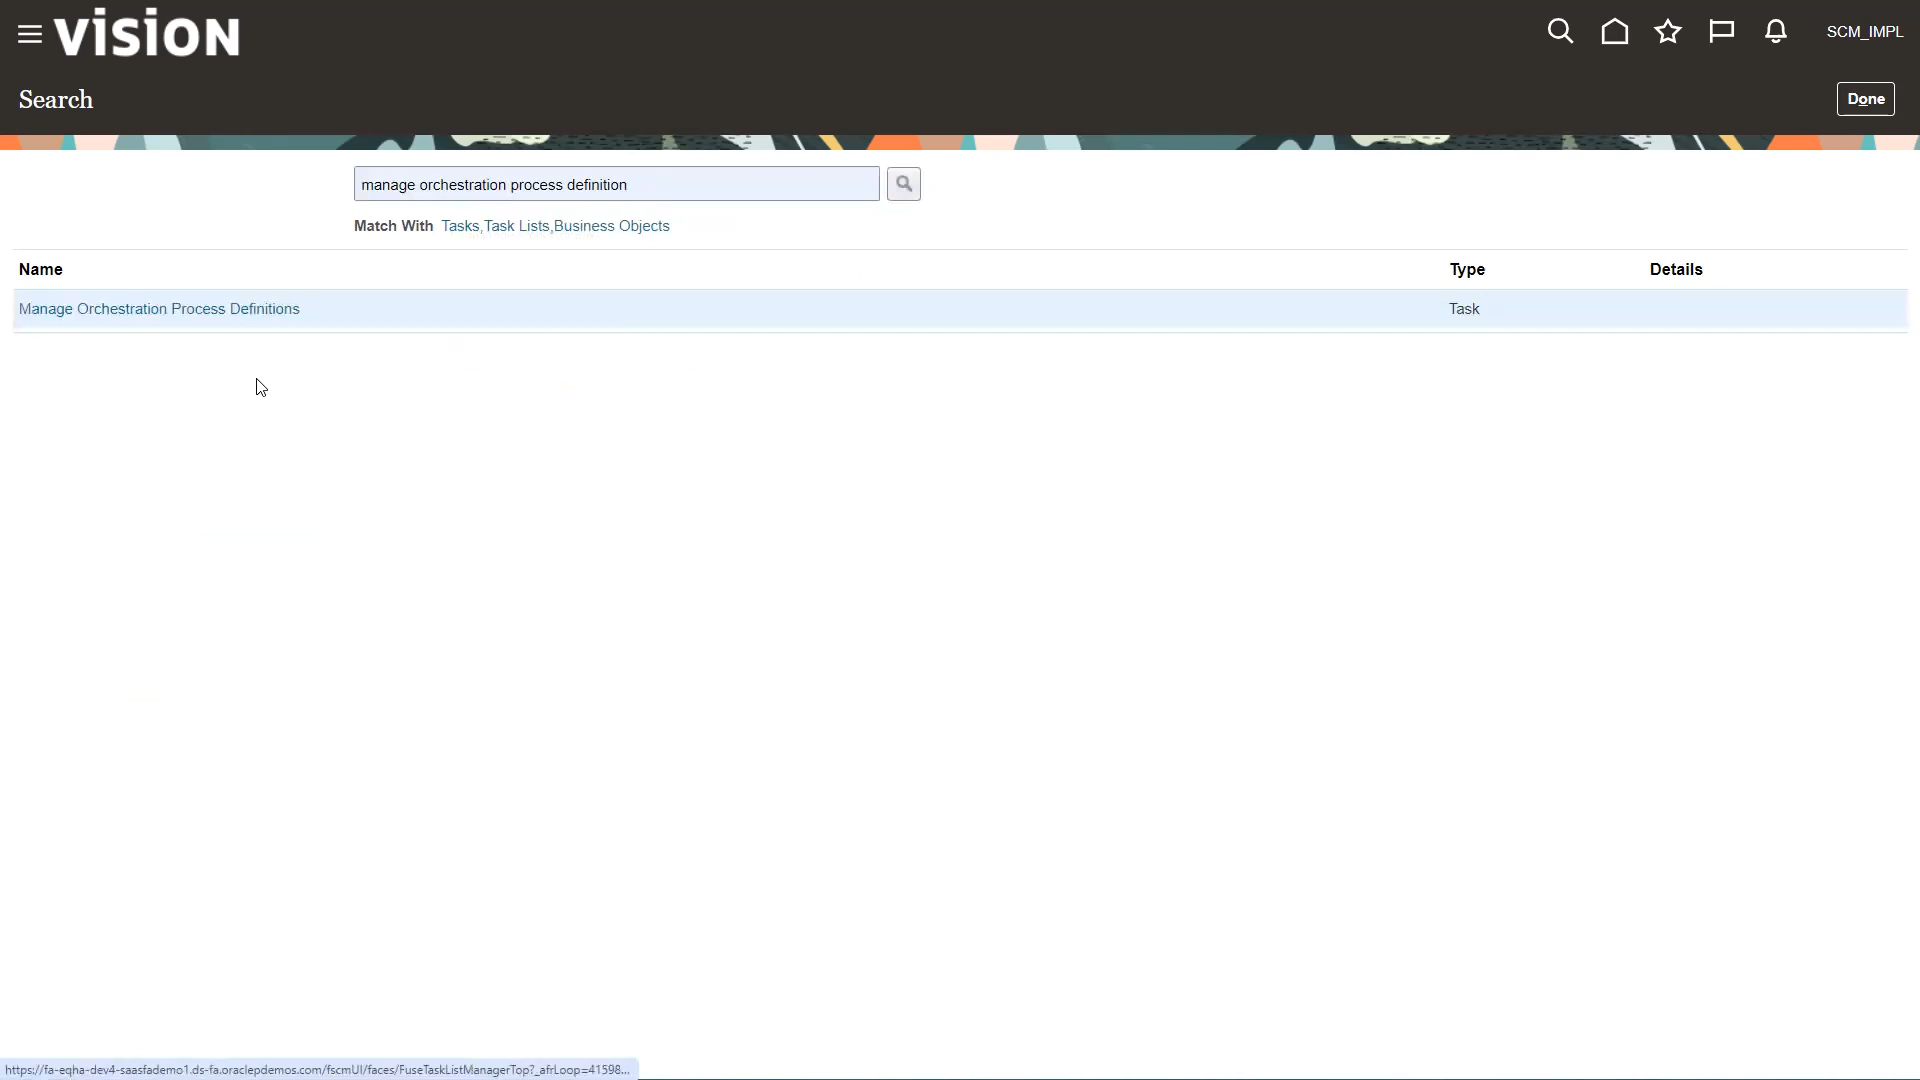 vision
SCM_IMPL
Search
Done
manage orchestration process definition
Match With Tasks,Task Lists,Business Objects
Name Type Details
Manage Orchestration Process Definitions Task
https://fa-eqha-dev4-saasfademo1.ds-fa.oraclepdemos.com/fscmUI/faces/FuseTaskListManagerTop?_afrLoop=41598...